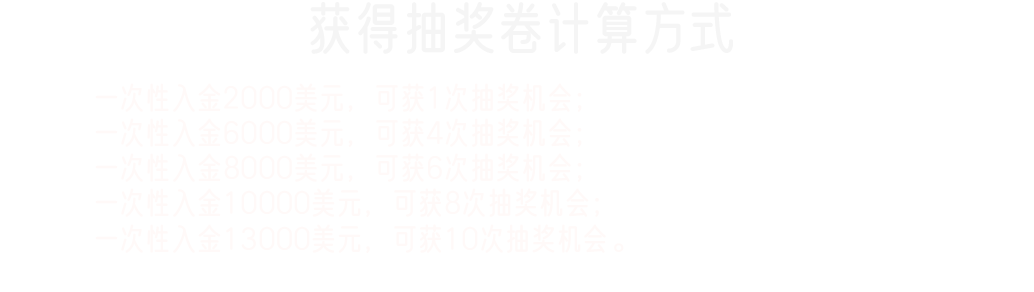 获得抽奖卷计算方式
一次性入金2000美元，可获1次抽奖机会；
一次性入金6000美元，可获4次抽奖机会；
一次性入金8000美元，可获6次抽奖机会；
一次性入金10000美元，可获8次抽奖机会；
一次性入金13000美元，可获10次抽奖机会。